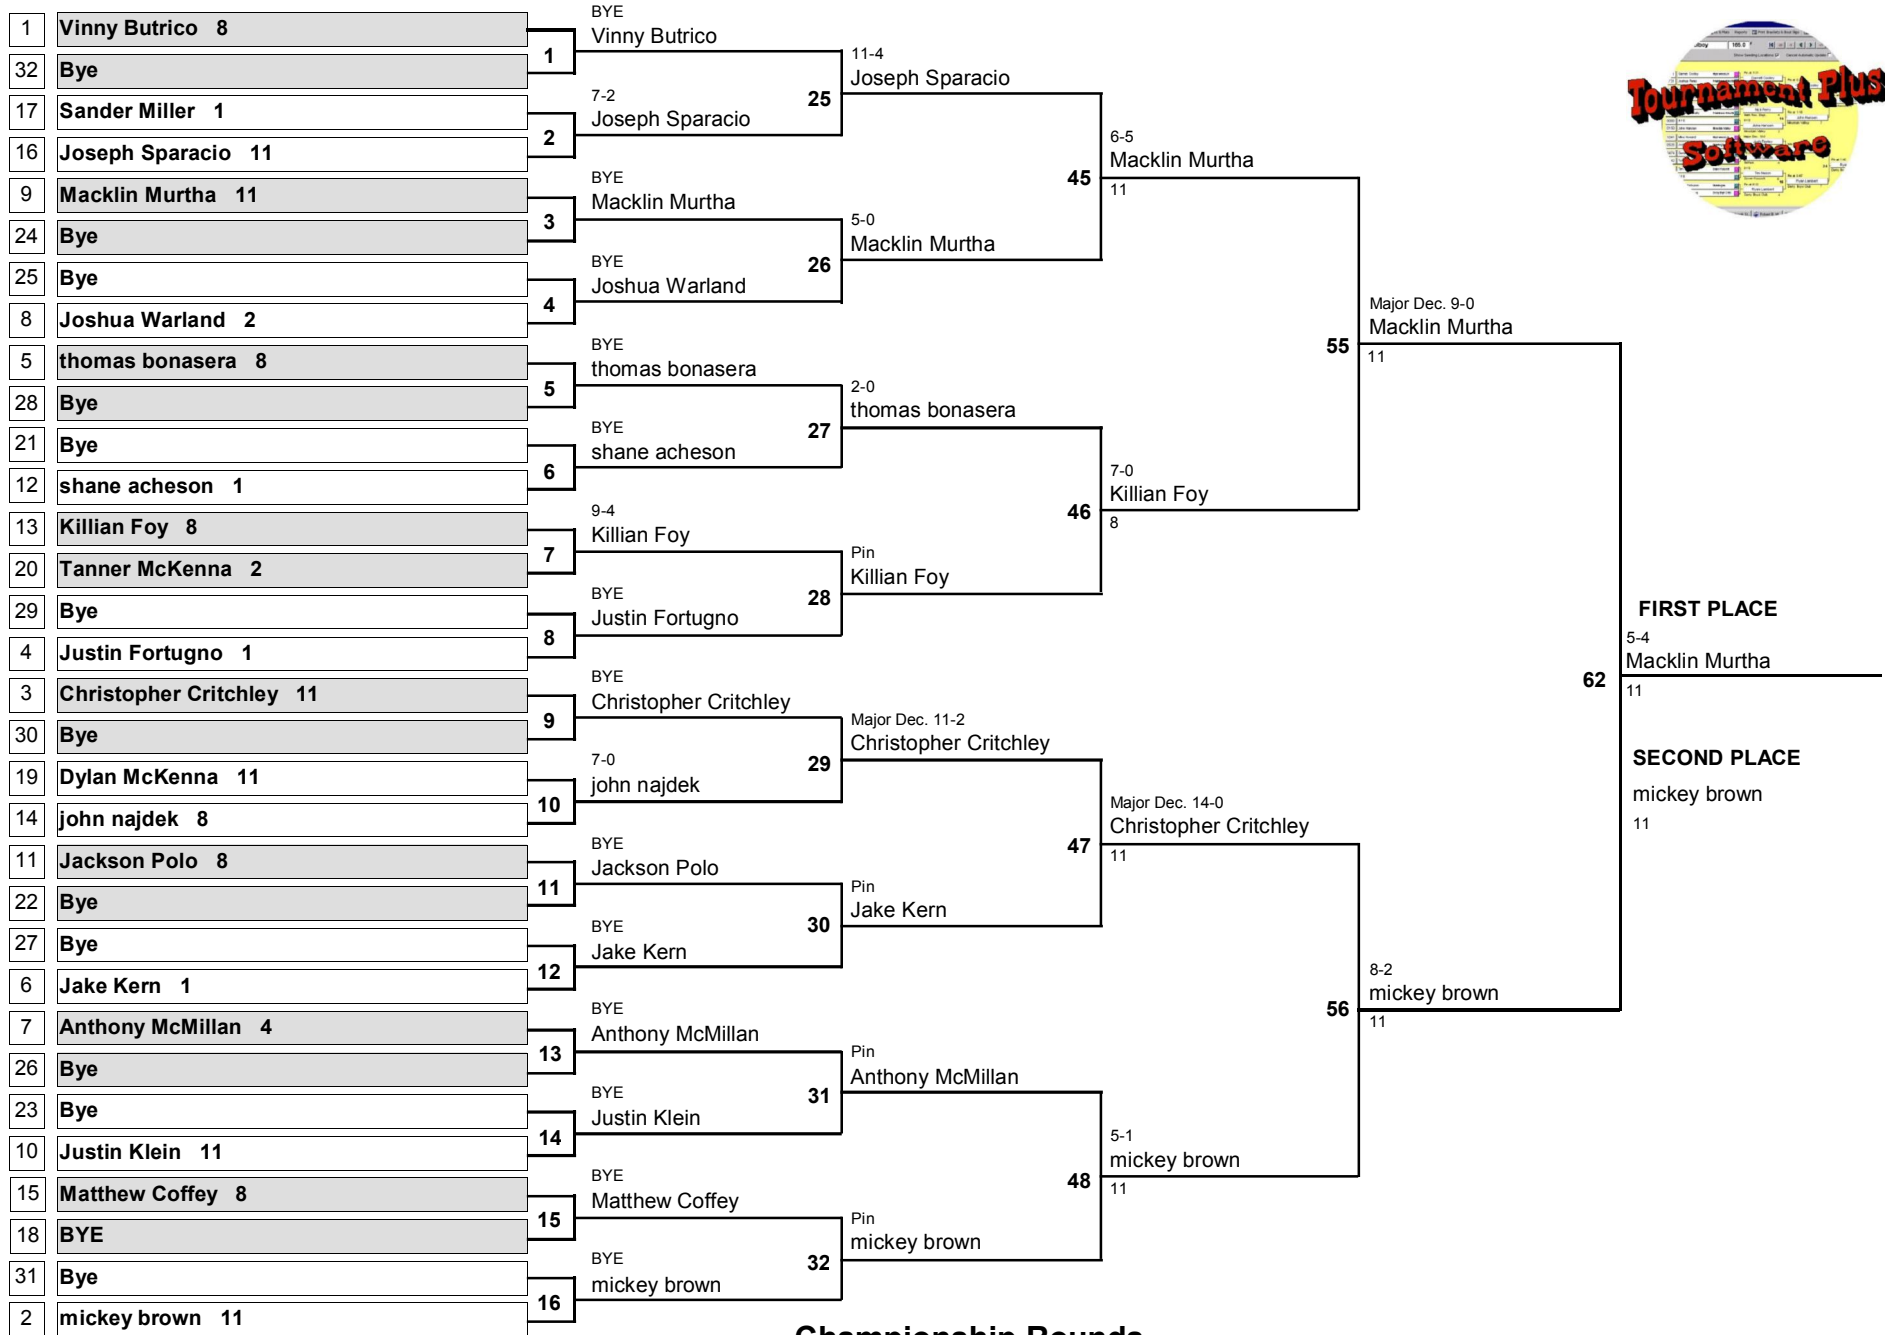 1 Vinny Butrico 8
32 Bye
17 Sander Miller 1
16 Joseph Sparacio 11
9 Macklin Murtha 11
24 Bye
25 Bye
8 Joshua Warland 2
5 thomas bonasera 8
28 Bye
21 Bye
12 shane acheson 1
13 Killian Foy 8
20 Tanner McKenna 2
29 Bye
4 Justin Fortugno 1
3 Christopher Critchley 11
30 Bye
19 Dylan McKenna 11
14 john najdek 8
11 Jackson Polo 8
22 Bye
27 Bye
6 Jake Kern 1
7 Anthony McMillan 4
26 Bye
23 Bye
10 Justin Klein 11
15 Matthew Coffey 8
18 BYE
31 Bye
2 mickey brown 11
1
2
3
4
5
6
7
8
9
10
11
12
13
14
15
16
BYE
Vinny Butrico
7-2
Joseph Sparacio
BYE
Macklin Murtha
BYE
Joshua Warland
BYE
thomas bonasera
BYE
shane acheson
9-4
Killian Foy
BYE
Justin Fortugno
BYE
Christopher Critchley
7-0
john najdek
BYE
Jackson Polo
BYE
Jake Kern
BYE
Anthony McMillan
BYE
Justin Klein
BYE
Matthew Coffey
BYE
mickey brown
25
26
27
28
29
30
31
32
11-4
Joseph Sparacio
5-0
Macklin Murtha
2-0
thomas bonasera
Pin
Killian Foy
Major Dec. 11-2
Christopher Critchley
Pin
Jake Kern
Pin
Anthony McMillan
Pin
mickey brown
45
46
47
48
6-5
Macklin Murtha
11
7-0
Killian Foy
8
Major Dec. 14-0
Christopher Critchley
11
5-1
mickey brown
11
55
56
Major Dec. 9-0
Macklin Murtha
11
8-2
mickey brown
11
62
FIRST PLACE
5-4
Macklin Murtha
11
SECOND PLACE
mickey brown
11
Tournament Plus
Software
Championship Rounds